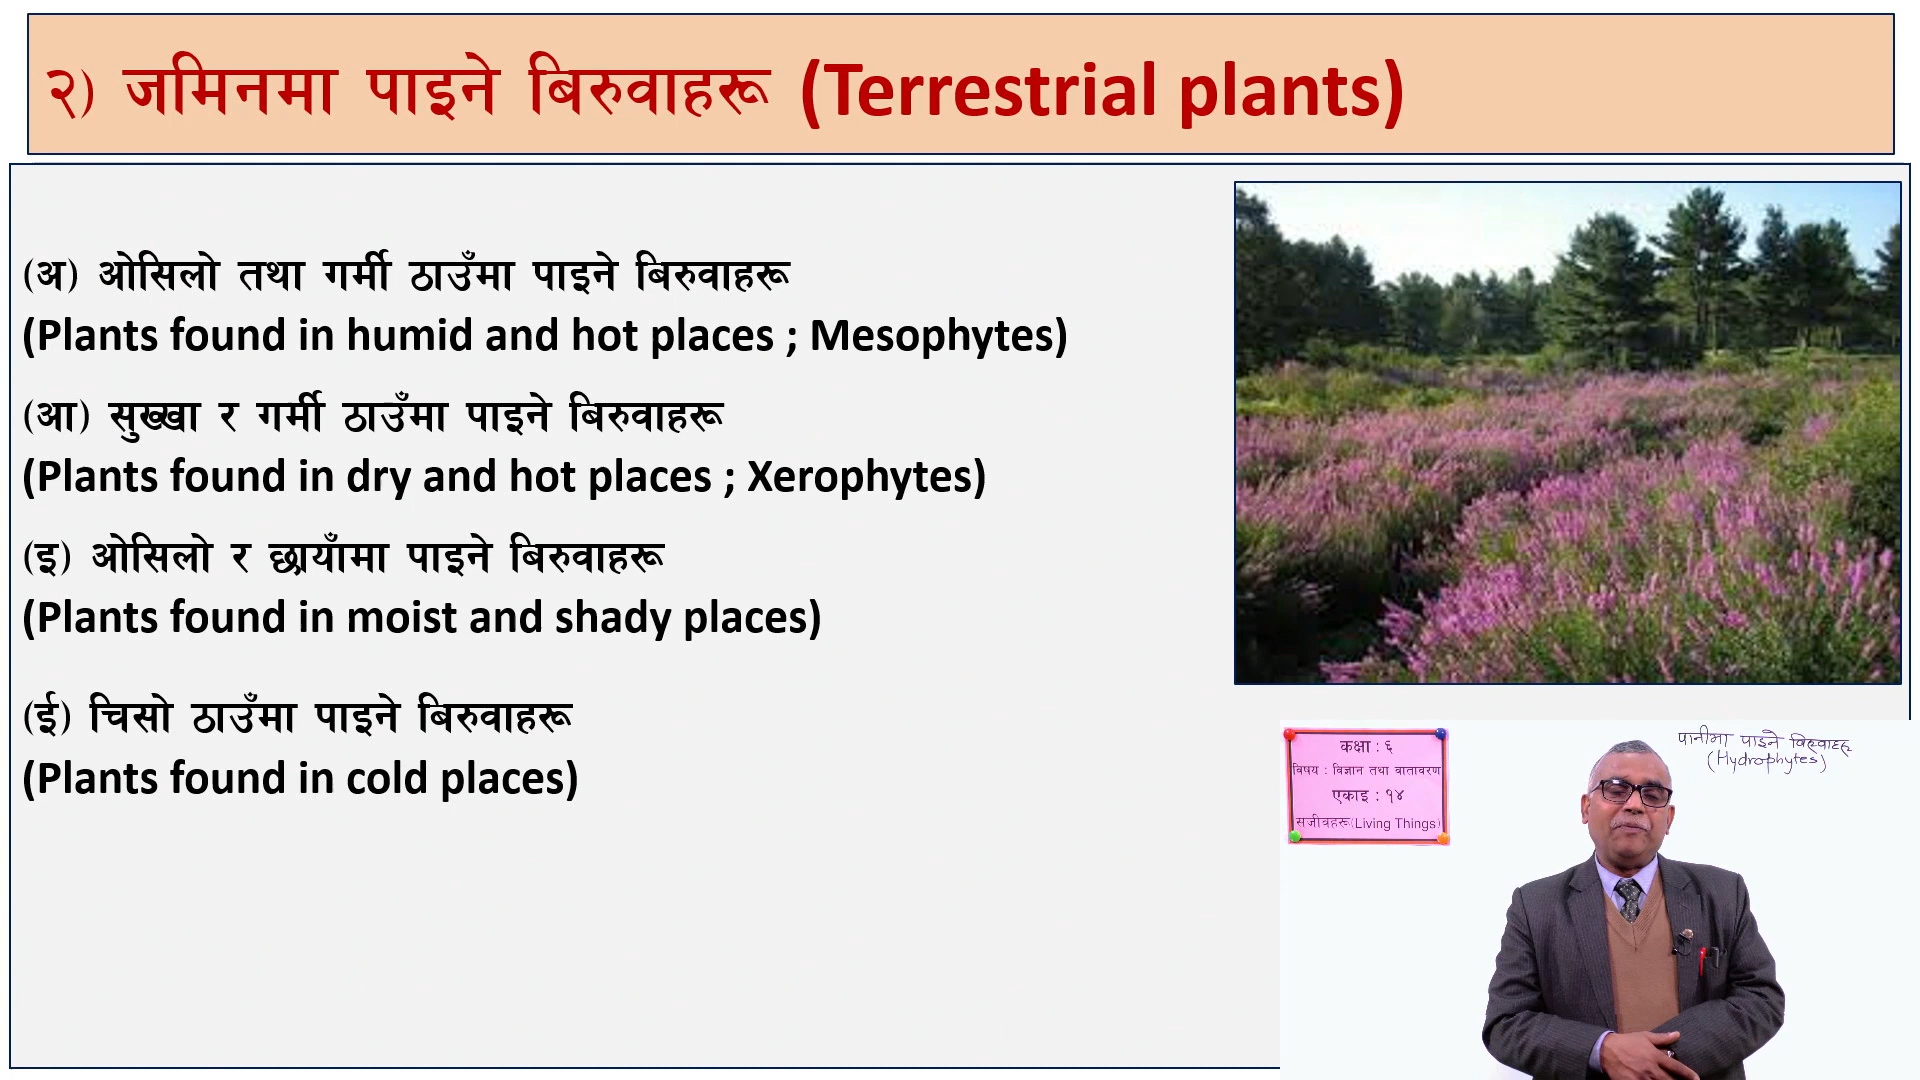 २) जमिनमा पाइने बिरुवाहरू (Terrestrial plants)
(अ) ओसिलो तथा गर्मी ठाउँमा पाइने बिरुवाहरू
(Plants found in humid and hot places ; Mesophytes)
(आ) सुख्खा र गर्मी ठाउँमा पाइने बिरुवाहरू
(Plants found in dry and hot places ; Xerophytes)
(इ) ओसिलो र छायाँमा पाइने बिरुवाहरू
(Plants found in moist and shady places)
(ई) चिसो ठाउँमा पाइने बिरुवाहरू
(Plants found in cold places)
कक्षा : ६
विषय : विज्ञान तथा वातावरण
एकाइ : १४
सजीवहरू(Living Things)
पानीमा पाइने बिरुवाहरू
(Hydrophytes)